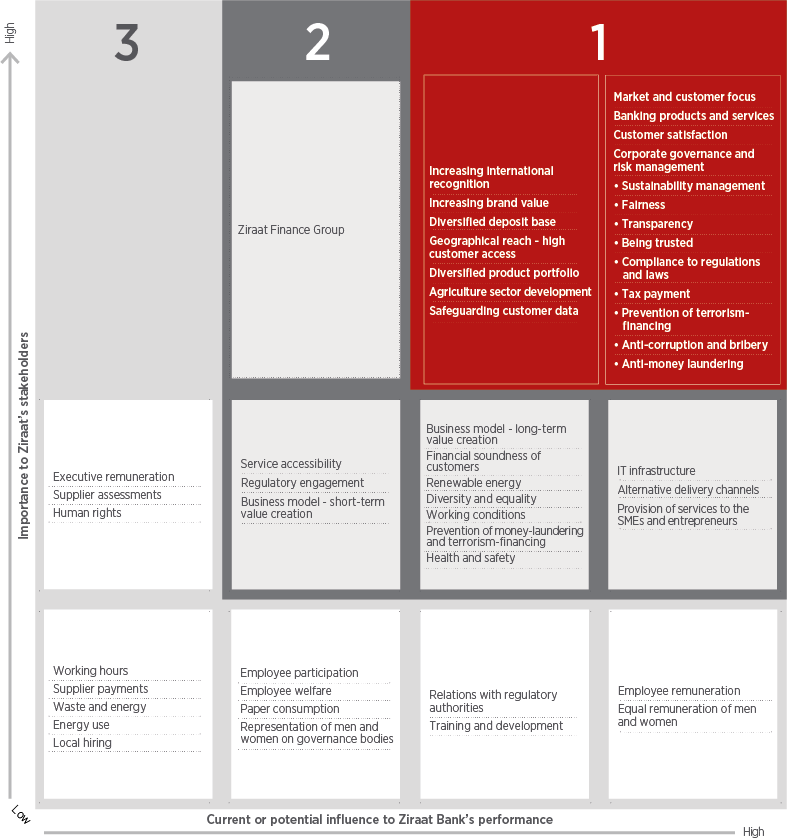 High
3
2
1
Ziraat Finance Group
Increasing international
recognition
Increasing brand value
Diversified deposit base
Geographical reach - high
customer access
Diversified product portfolio
Agriculture sector development
Safeguarding customer data
Market and customer focus
Banking products and services
Customer satisfaction
Corporate governance and
risk management
• Sustainability management
• Fairness
• Transparency
• Being trusted
• Compliance to regulations
and laws
• Tax payment
• Prevention of terrorism-
financing
• Anti-corruption and bribery
• Anti-money laundering
Importance to Ziraat's stakeholders
Executive remuneration
Supplier assessments
Human rights
Service accessibility
Regulatory engagement
Business model - short-term
value creation
Business model - long-term
value creation
Financial soundness of
customers
Renewable energy
Diversity and equality
Working conditions
Prevention of money-laundering
and terrorism-financing
Health and safety
IT infrastructure
Alternative delivery channels
Provision of services to the
SMEs and entrepreneurs
Working hours
Supplier payments
Waste and energy
Energy use
Local hiring
Employee participation
Employee welfare
Paper consumption
Representation of men and
women on governance bodies
Relations with regulatory
authorities
Training and development
Employee remuneration
Equal remuneration of men
and women
Low
Current or potential influence to Ziraat Bank's performance
High